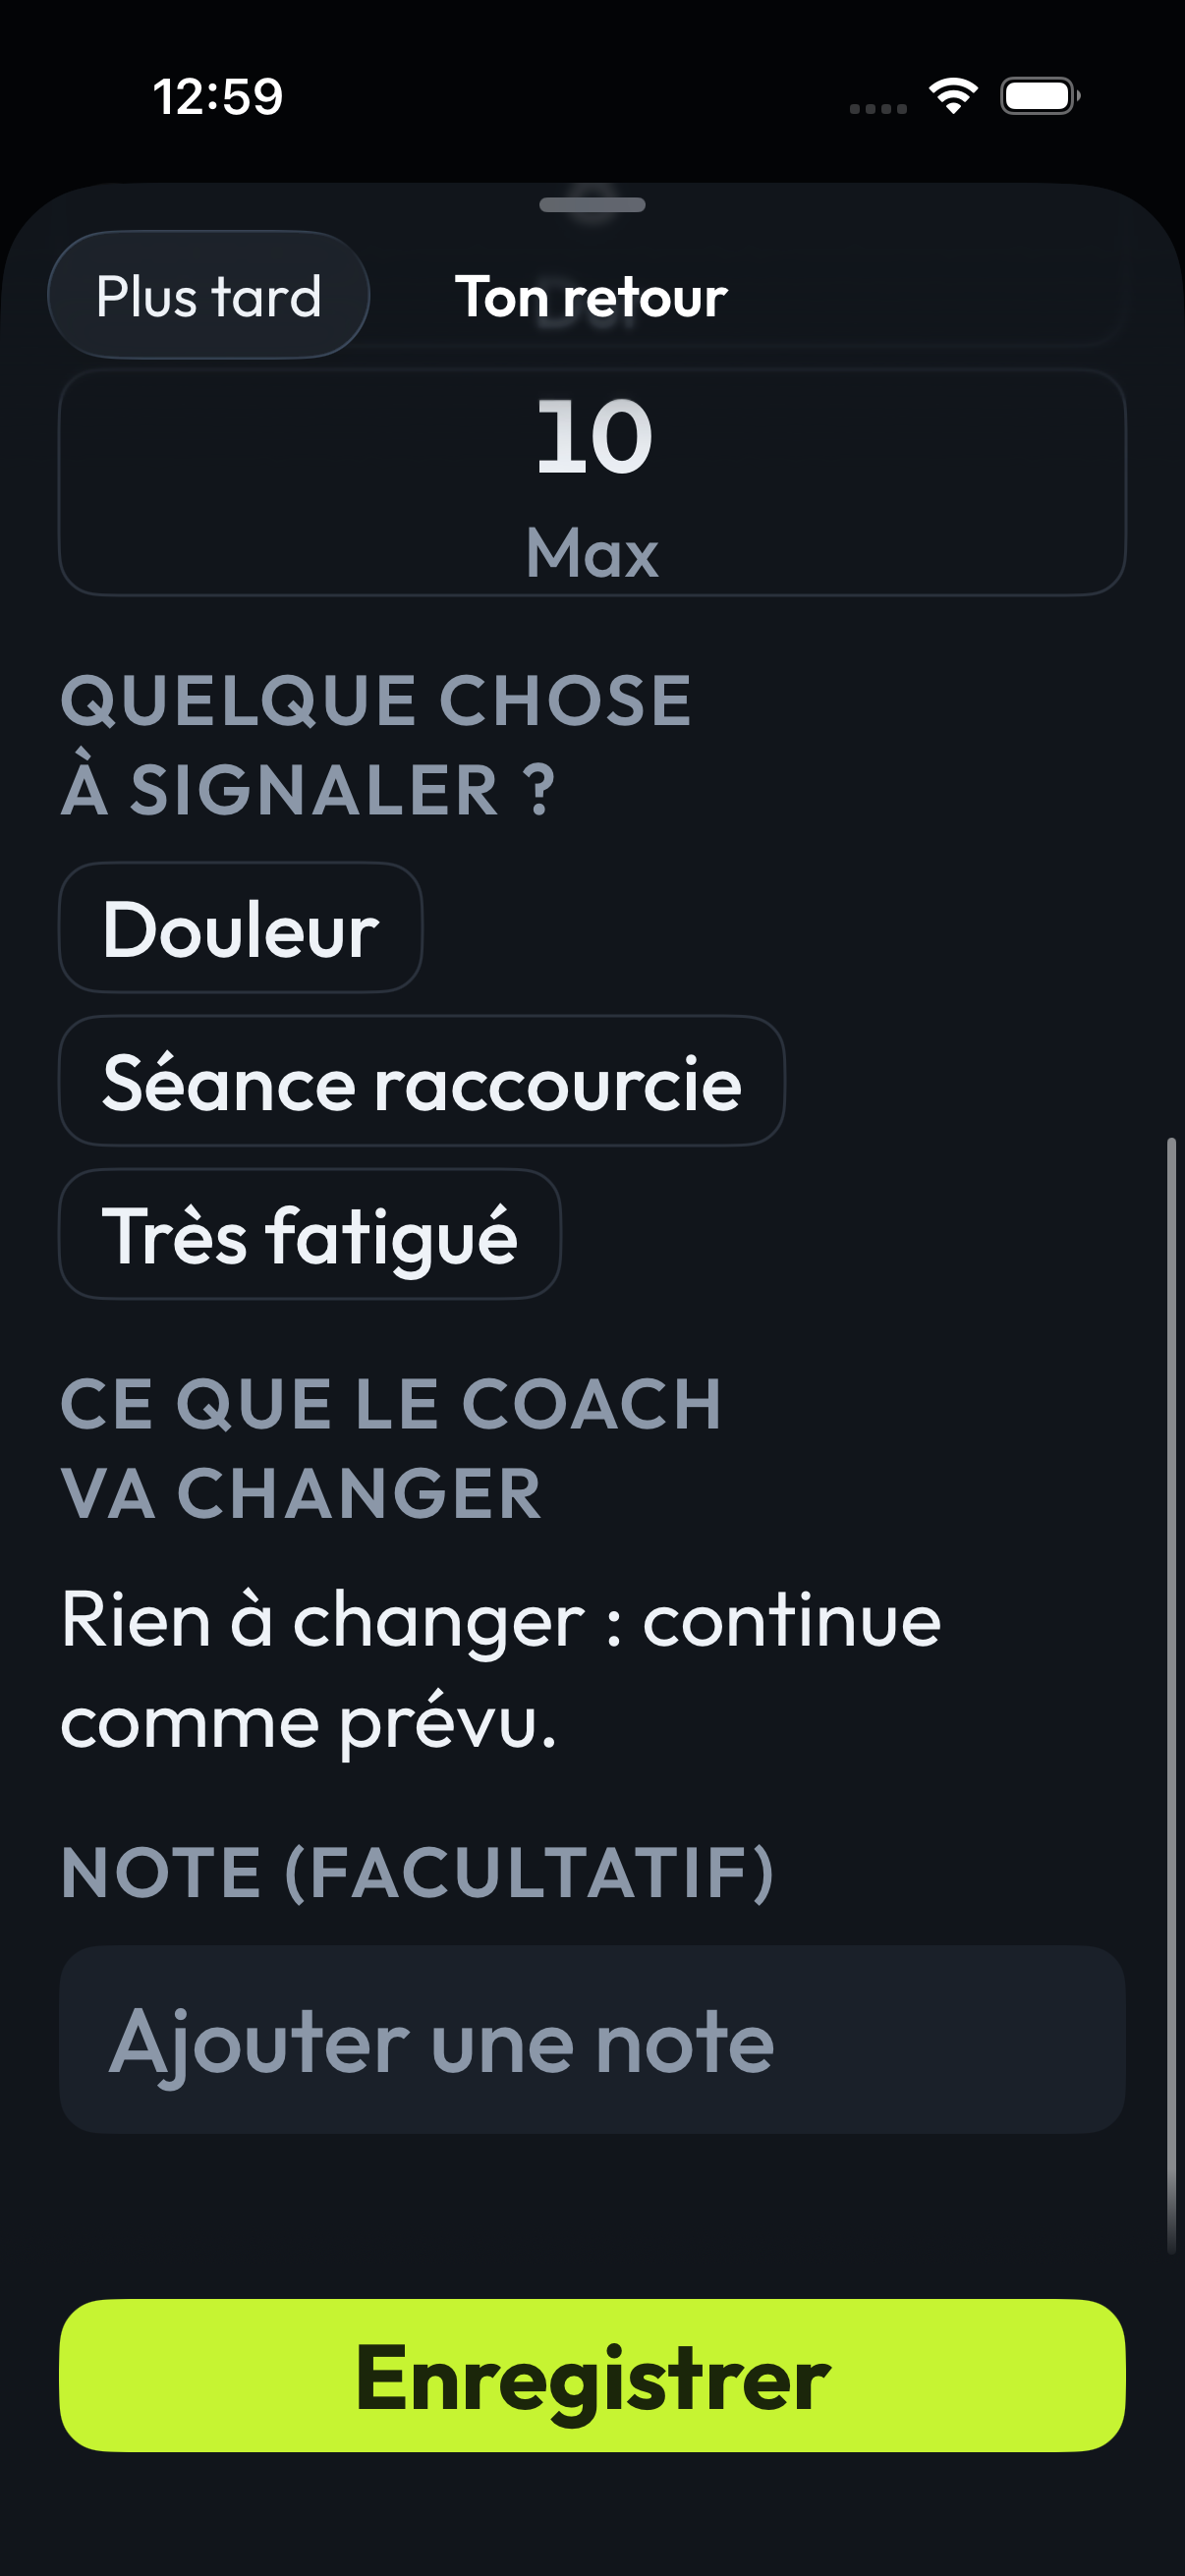 12:59
Plus tard
Ton retour
10
Max
QUELQUE CHOSE
À SIGNALER ?
Douleur
Séance raccourcie
Très fatigué
CE QUE LE COACH
VA CHANGER
Rien à changer : continue
comme prévu.
NOTE (FACULTATIF)
Ajouter une note
Enregistrer